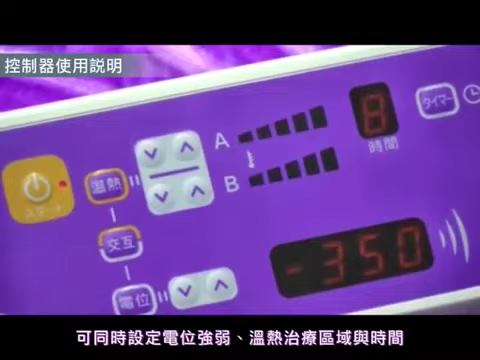 控制器使用説明
8
タイマー
時間
A
B
温熱
スタート
交互
電位
-350
可同時設定電位強弱、溫熱治療區域與時間